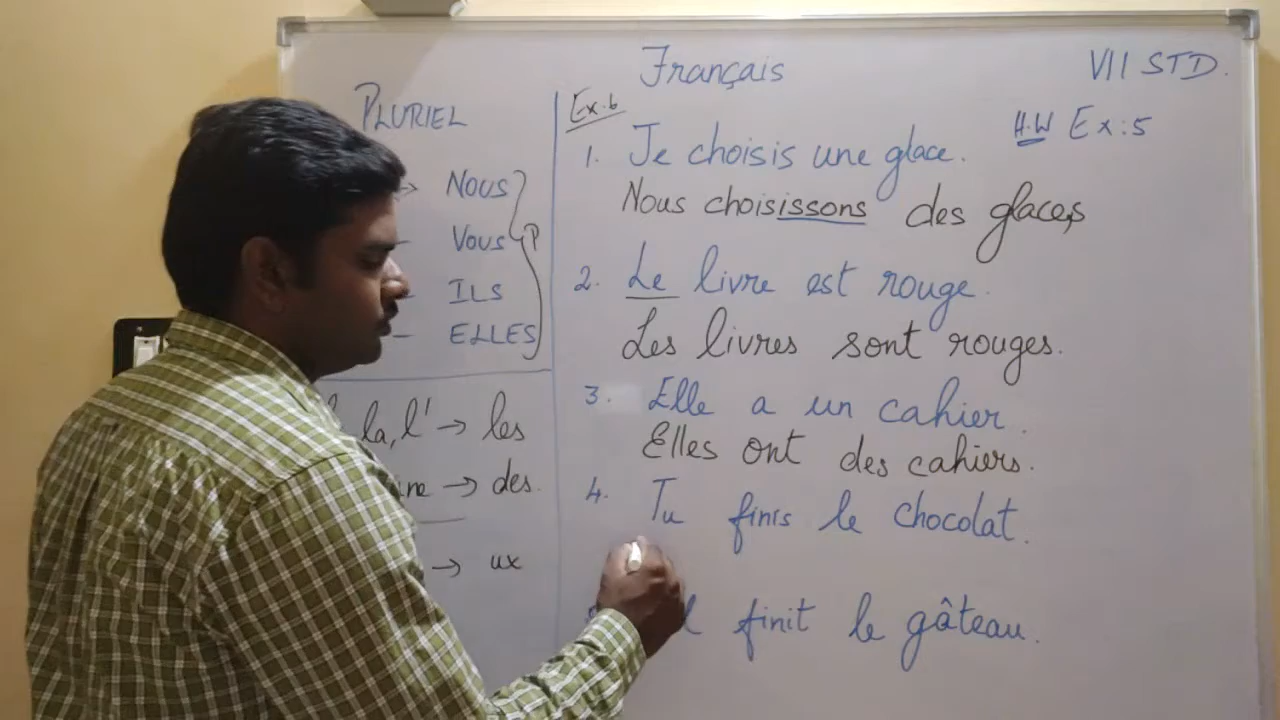 Français
VII STD.
PLURIEL
→ NOUS
- VOUS
- ILS
- ELLES
la, l' → les
→ des.
→ ux
Ex.6
H.W Ex:5
1. Je choisis une glace.
Nous choisissons des glaces
2. Le livre est rouge.
Les livres sont rouges.
3. Elle a un cahier.
Elles ont des cahiers.
4. Tu finis le chocolat.
finit le gâteau.